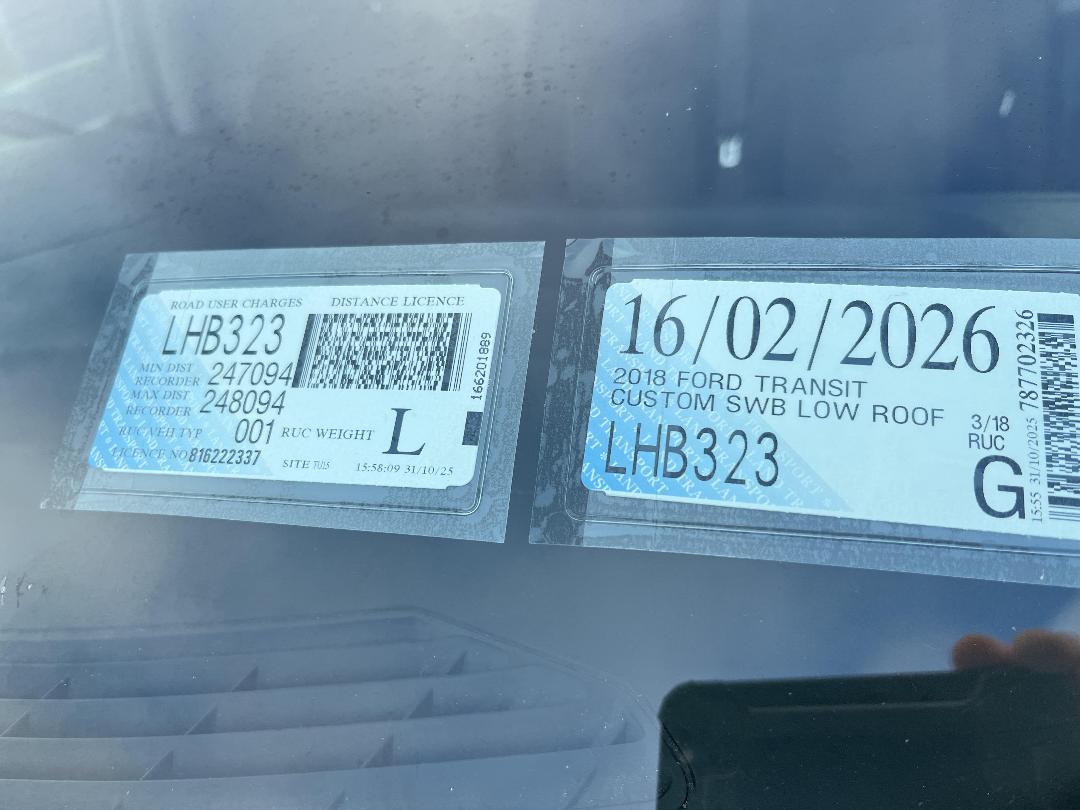 ROAD USER CHARGES DISTANCE LICENCE
LHB323
MIN DIST RECORDER 247094
MAX DIST RECORDER 248094
RUC/VEH TYP 001 RUC WEIGHT L
LICENCE NO 816222337 SITE TU15 15:58:09 31/10/25
166201889
16/02/2026
2018 FORD TRANSIT
CUSTOM SWB LOW ROOF
LHB323
3/18
RUC
G
15:55 31/10/2025 787702326